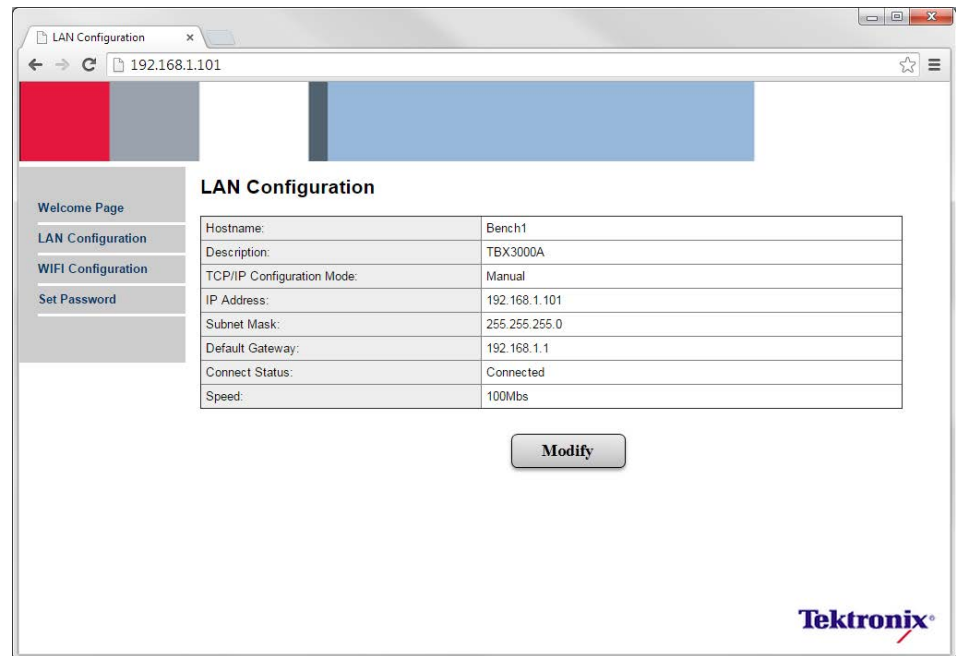 LAN Configuration
192.168.1.101
LAN Configuration
Welcome Page
LAN Configuration
WIFI Configuration
Set Password
Hostname: Bench1
Description: TBX3000A
TCP/IP Configuration Mode: Manual
IP Address: 192.168.1.101
Subnet Mask: 255.255.255.0
Default Gateway: 192.168.1.1
Connect Status: Connected
Speed: 100Mbs
Modify
Tektronix